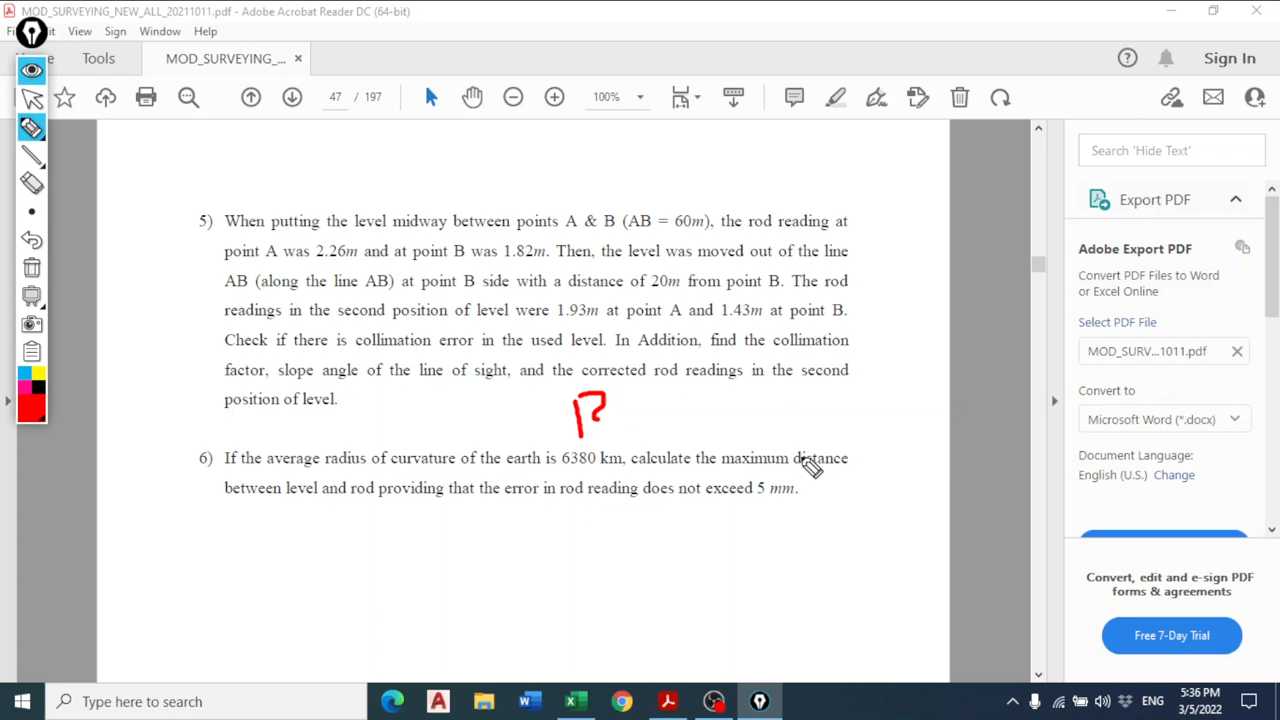 MOD_SURVEYING_NEW_ALL_20211011.pdf - Adobe Acrobat Reader DC (64-bit)
View Sign Window Help
Tools MOD_SURVEYING_... Sign In
47 / 197 100%
Search 'Hide Text'
Export PDF
Adobe Export PDF
Convert PDF Files to Word
or Excel Online
Select PDF File
MOD_SURV...1011.pdf
Convert to
Microsoft Word (*.docx)
Document Language:
English (U.S.) Change
Convert, edit and e-sign PDF
forms & agreements
Free 7-Day Trial
5) When putting the level midway between points A & B (AB = 60m), the rod reading at
point A was 2.26m and at point B was 1.82m. Then, the level was moved out of the line
AB (along the line AB) at point B side with a distance of 20m from point B. The rod
readings in the second position of level were 1.93m at point A and 1.43m at point B.
Check if there is collimation error in the used level. In Addition, find the collimation
factor, slope angle of the line of sight, and the corrected rod readings in the second
position of level.
6) If the average radius of curvature of the earth is 6380 km, calculate the maximum distance
between level and rod providing that the error in rod reading does not exceed 5 mm.
Type here to search
ENG
5:36 PM
3/5/2022